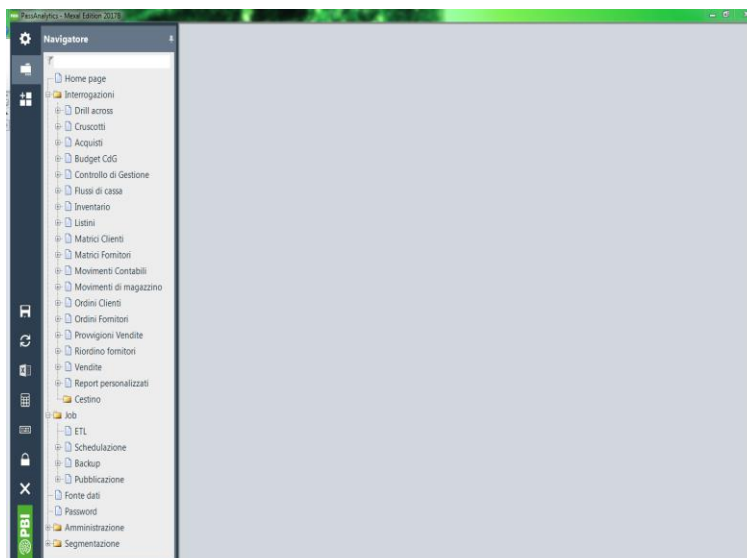 PassAnalytics - Mexal Edition 2017B
Navigatore
Home page
Interrogazioni
Drill across
Cruscotti
Acquisti
Budget CdG
Controllo di Gestione
Flussi di cassa
Inventario
Listini
Matrici Clienti
Matrici Fornitori
Movimenti Contabili
Movimenti di magazzino
Ordini Clienti
Ordini Fornitori
Provvigioni Vendite
Riordino fornitori
Vendite
Report personalizzati
Cestino
Job
ETL
Schedulazione
Backup
Pubblicazione
Fonte dati
Password
Amministrazione
Segmentazione
PBI